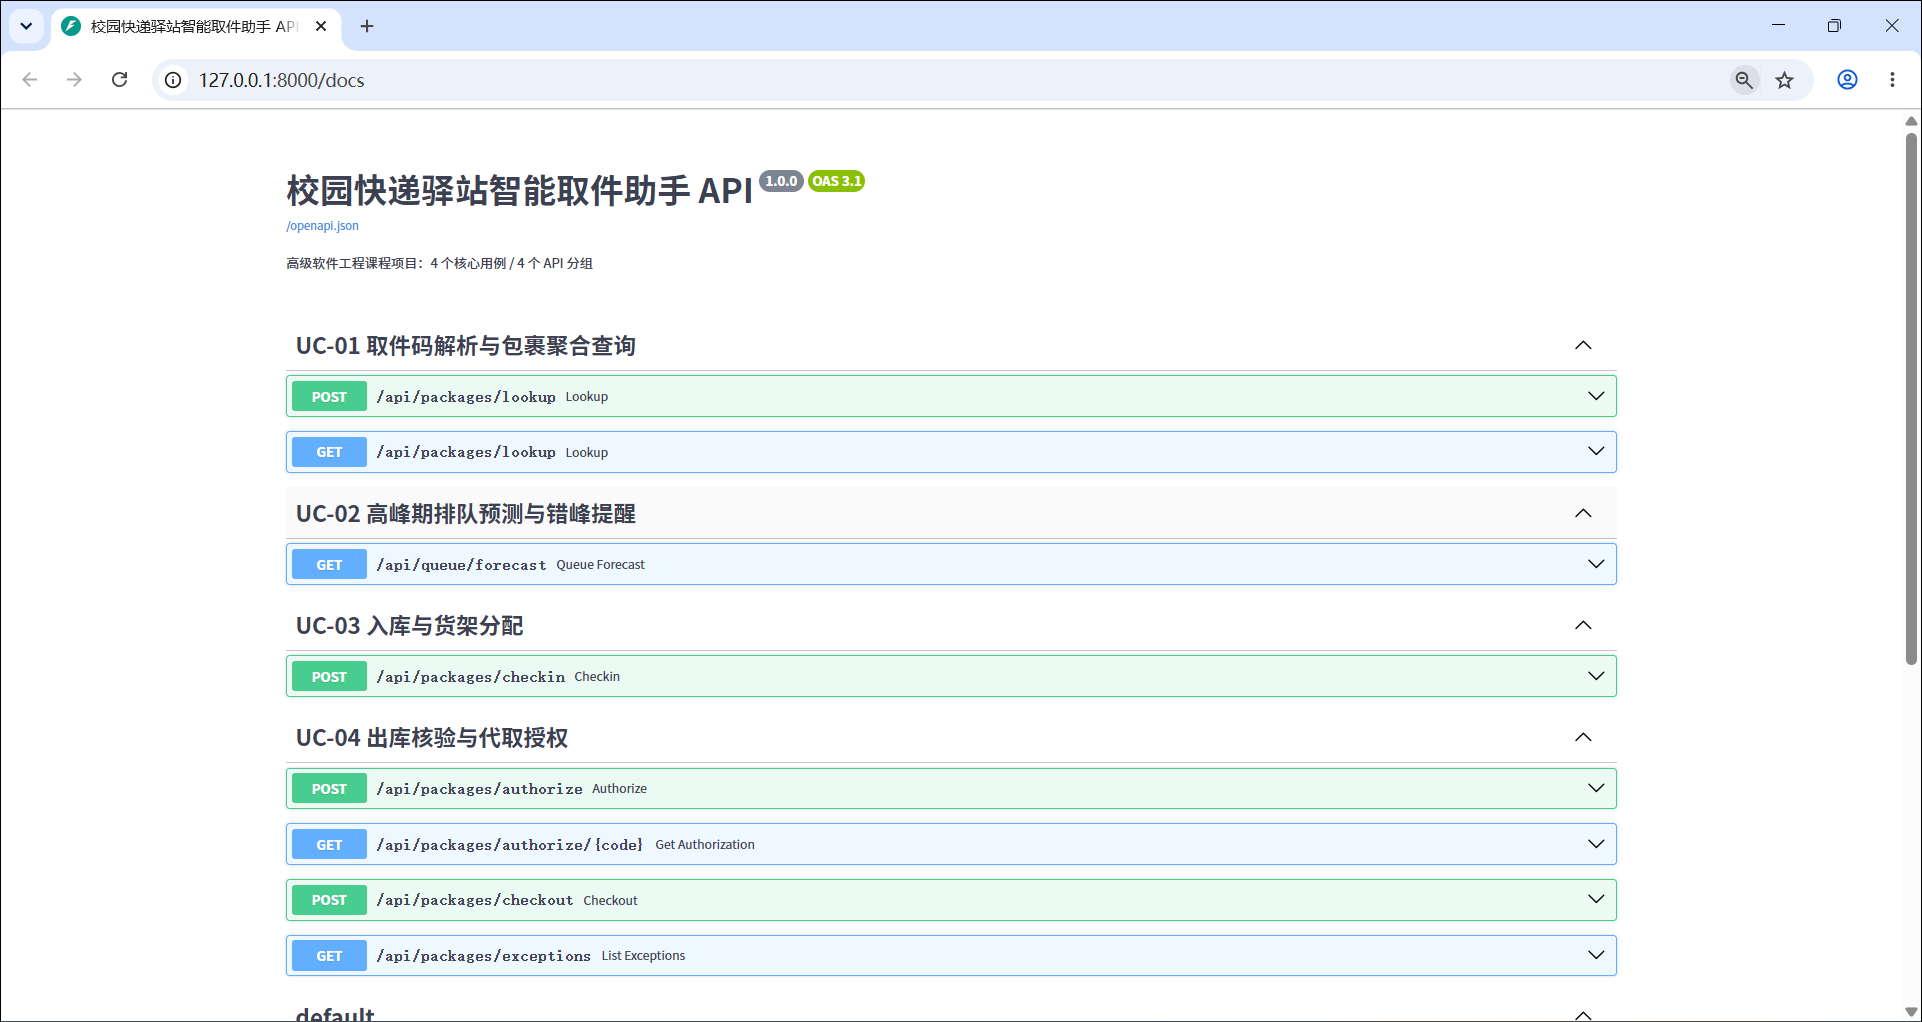 校园快递驿站智能取件助手 API
127.0.0.1:8000/docs
校园快递驿站智能取件助手 API 1.0.0 OAS 3.1
/openapi.json
高级软件工程课程项目：4 个核心用例 / 4 个 API 分组
UC-01 取件码解析与包裹聚合查询
POST /api/packages/lookup Lookup
GET /api/packages/lookup Lookup
UC-02 高峰期排队预测与错峰提醒
GET /api/queue/forecast Queue Forecast
UC-03 入库与货架分配
POST /api/packages/checkin Checkin
UC-04 出库核验与代取授权
POST /api/packages/authorize Authorize
GET /api/packages/authorize/{code} Get Authorization
POST /api/packages/checkout Checkout
GET /api/packages/exceptions List Exceptions
default